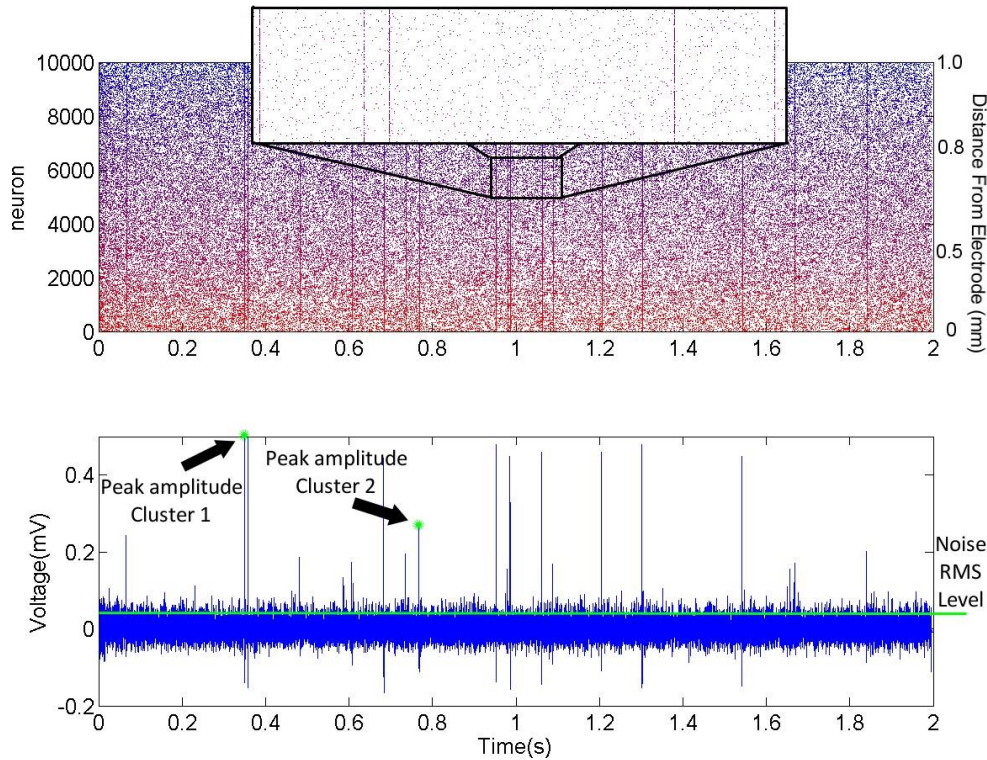 10000
8000
6000
4000
2000
0
neuron
1.0
0.8
0.5
0
Distance From Electrode (mm)
0 0.2 0.4 0.6 0.8 1 1.2 1.4 1.6 1.8 2
0.4
0.2
0
-0.2
Voltage(mV)
Peak amplitude
Cluster 1
Peak amplitude
Cluster 2
Noise
RMS
Level
0 0.2 0.4 0.6 0.8 1 1.2 1.4 1.6 1.8 2
Time(s)